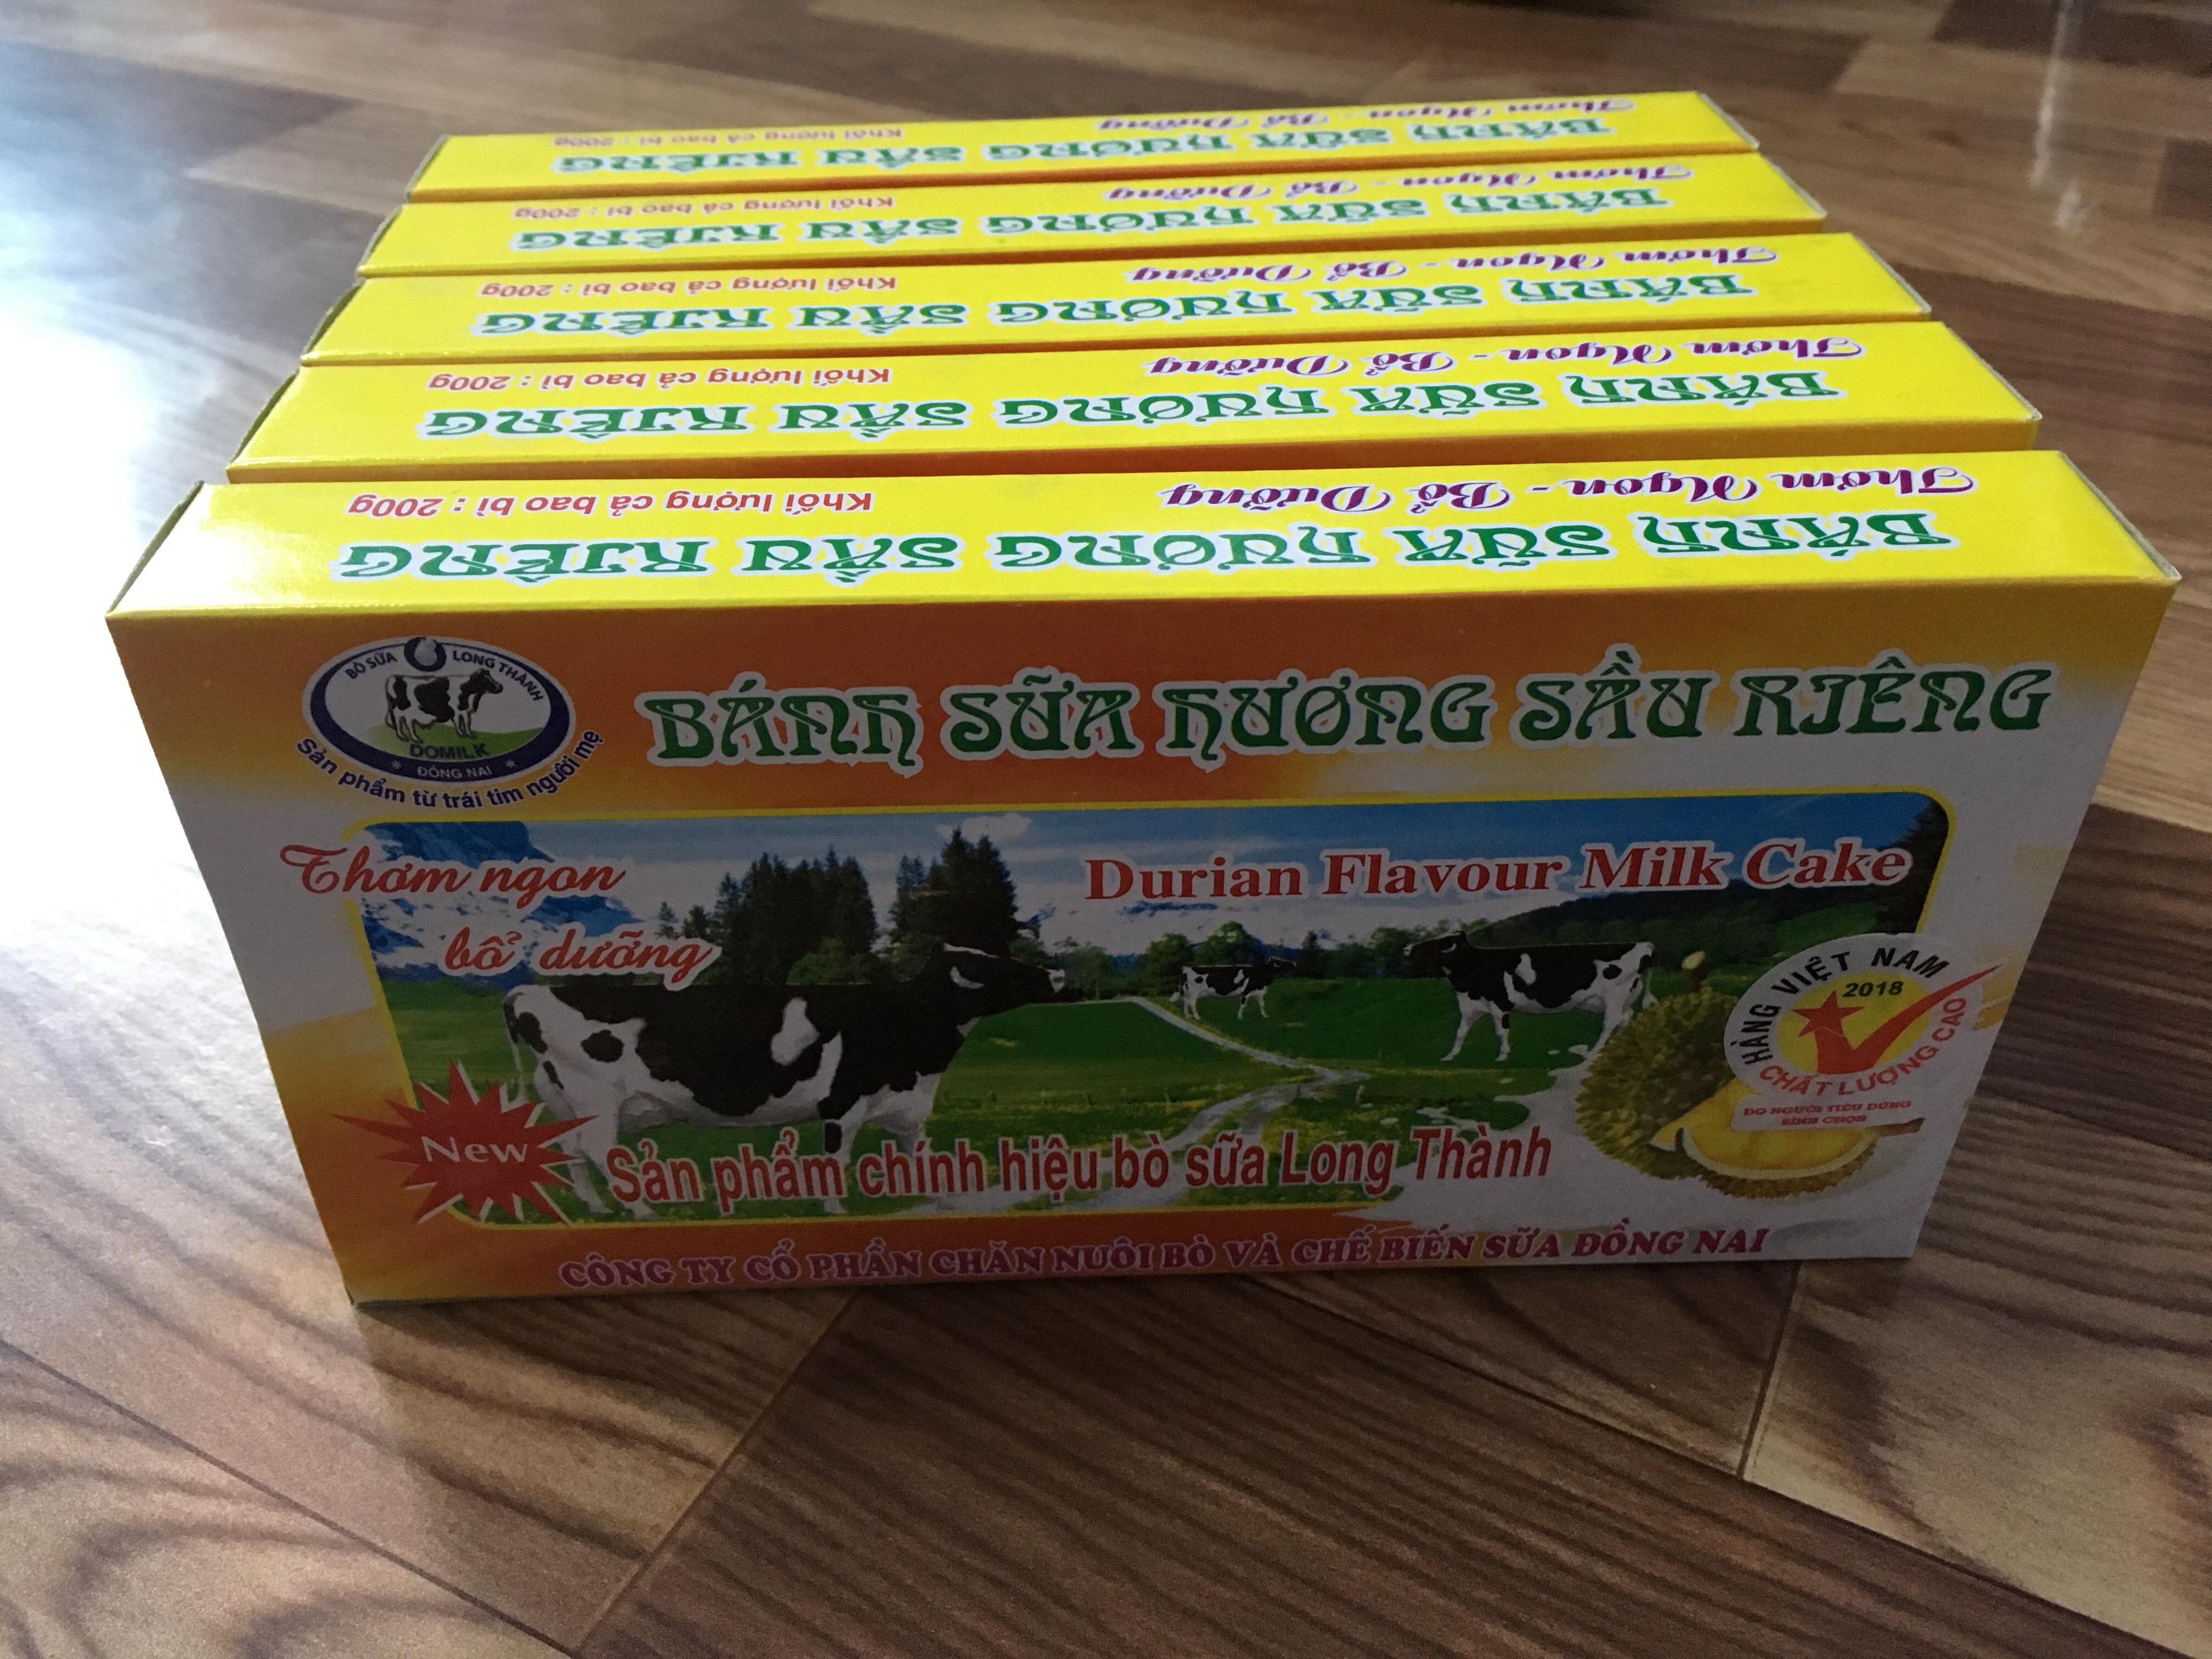 Thơm Ngon - Bổ Dưỡng
BÁNH SỮA HƯƠNG SẦU RIÊNG
Khối lượng cả bao bì : 200g
Thơm Ngon - Bổ Dưỡng
BÁNH SỮA HƯƠNG SẦU RIÊNG
Khối lượng cả bao bì : 200g
Thơm Ngon - Bổ Dưỡng
BÁNH SỮA HƯƠNG SẦU RIÊNG
Khối lượng cả bao bì : 200g
Thơm Ngon - Bổ Dưỡng
BÁNH SỮA HƯƠNG SẦU RIÊNG
Khối lượng cả bao bì : 200g
Thơm Ngon - Bổ Dưỡng
BÁNH SỮA HƯƠNG SẦU RIÊNG
Khối lượng cả bao bì : 200g
BÒ SỮA LONG THÀNH
DOMILK
* ĐỒNG NAI *
Sản phẩm từ trái tim người mẹ
BÁNH SỮA HƯƠNG SẦU RIÊNG
Thơm ngon
bổ dưỡng
Durian Flavour Milk Cake
HÀNG VIỆT NAM
2018
CHẤT LƯỢNG CAO
DO NGƯỜI TIÊU DÙNG
BÌNH CHỌN
New
Sản phẩm chính hiệu bò sữa Long Thành
CÔNG TY CỔ PHẦN CHĂN NUÔI BÒ VÀ CHẾ BIẾN SỮA ĐỒNG NAI